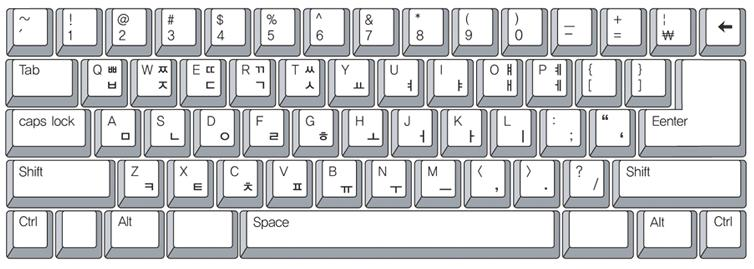 ~ ! @ # $ % ^ & * ( ) _ + ¦
´ 1 2 3 4 5 6 7 8 9 0 − = ₩ ←
Tab Q ㅃ W ㅉ E ㄸ R ㄲ T ㅆ Y U I O ㅒ P ㅖ { }
ㅂ ㅈ ㄷ ㄱ ㅅ ㅛ ㅕ ㅑ ㅐ ㅔ [ ]
caps lock A S D F G H J K L : “ Eenter
ㅁ ㄴ ㅇ ㄹ ㅎ ㅗ ㅓ ㅏ ㅣ ; ‘
Shift Z X C V B N M 〈 〉 ? Shift
ㅋ ㅌ ㅊ ㅍ ㅠ ㅜ ㅡ , . /
Ctrl Alt Space Alt Ctrl